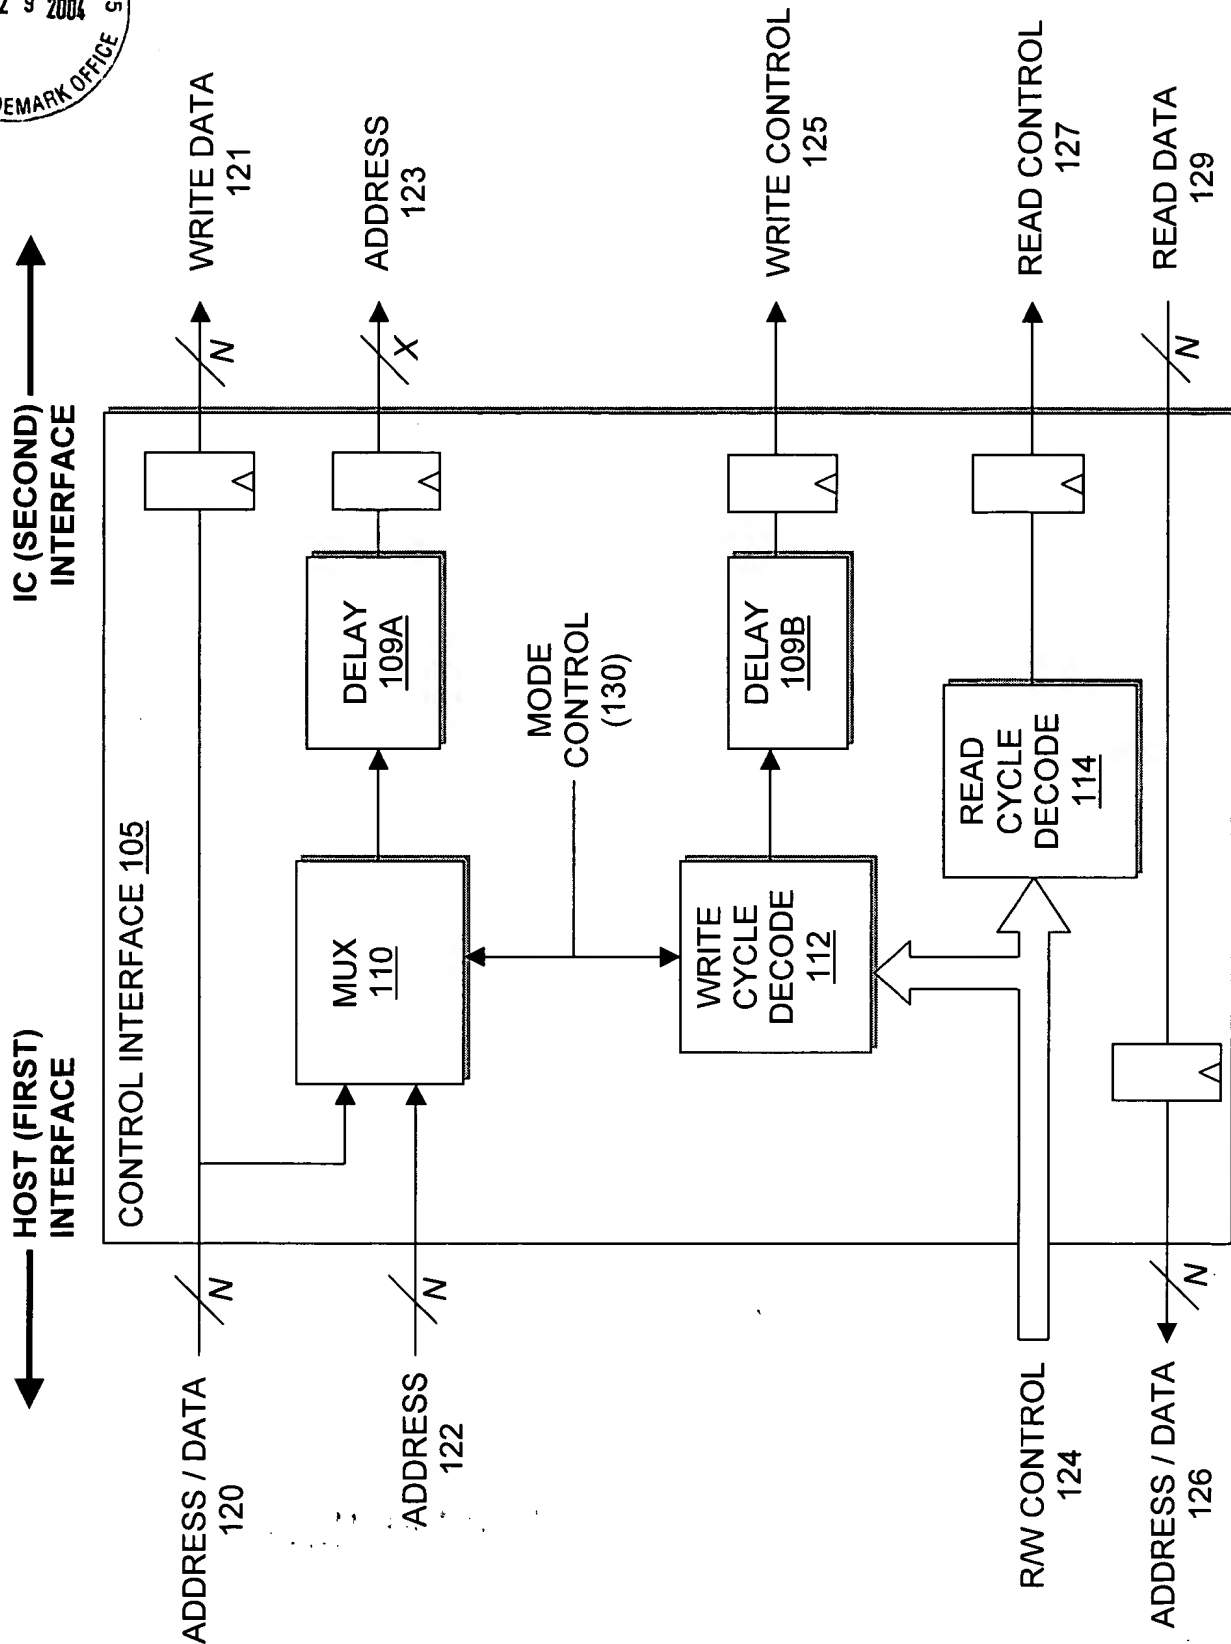 2 9 2004
EMARK OFFICE
HOST (FIRST)
INTERFACE
IC (SECOND)
INTERFACE
CONTROL INTERFACE 105
ADDRESS / DATA
120
N
N
WRITE DATA
121
ADDRESS
122
N
MUX
110
DELAY
109A
X
ADDRESS
123
MODE
CONTROL
(130)
WRITE
CYCLE
DECODE
112
DELAY
109B
WRITE CONTROL
125
R/W CONTROL
124
READ
CYCLE
DECODE
114
READ CONTROL
127
ADDRESS / DATA
126
N
N
READ DATA
129